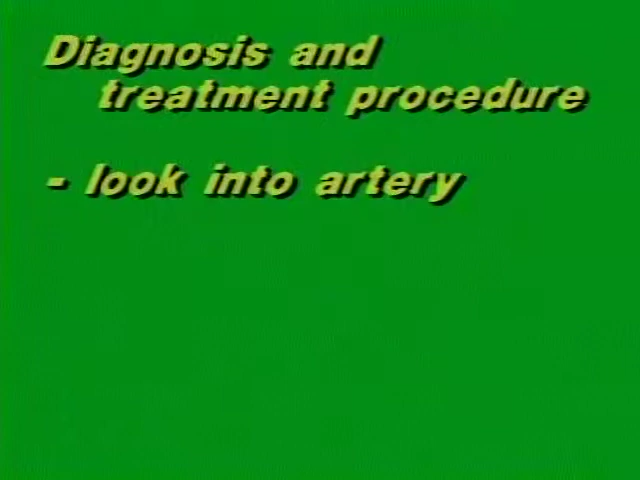 Diagnosis and
treatment procedure
- look into artery